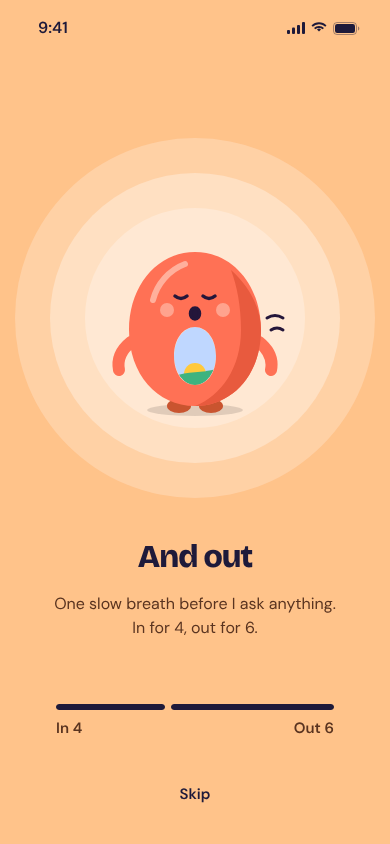 9:41
And out
One slow breath before I ask anything.
In for 4, out for 6.
In 4
Out 6
Skip